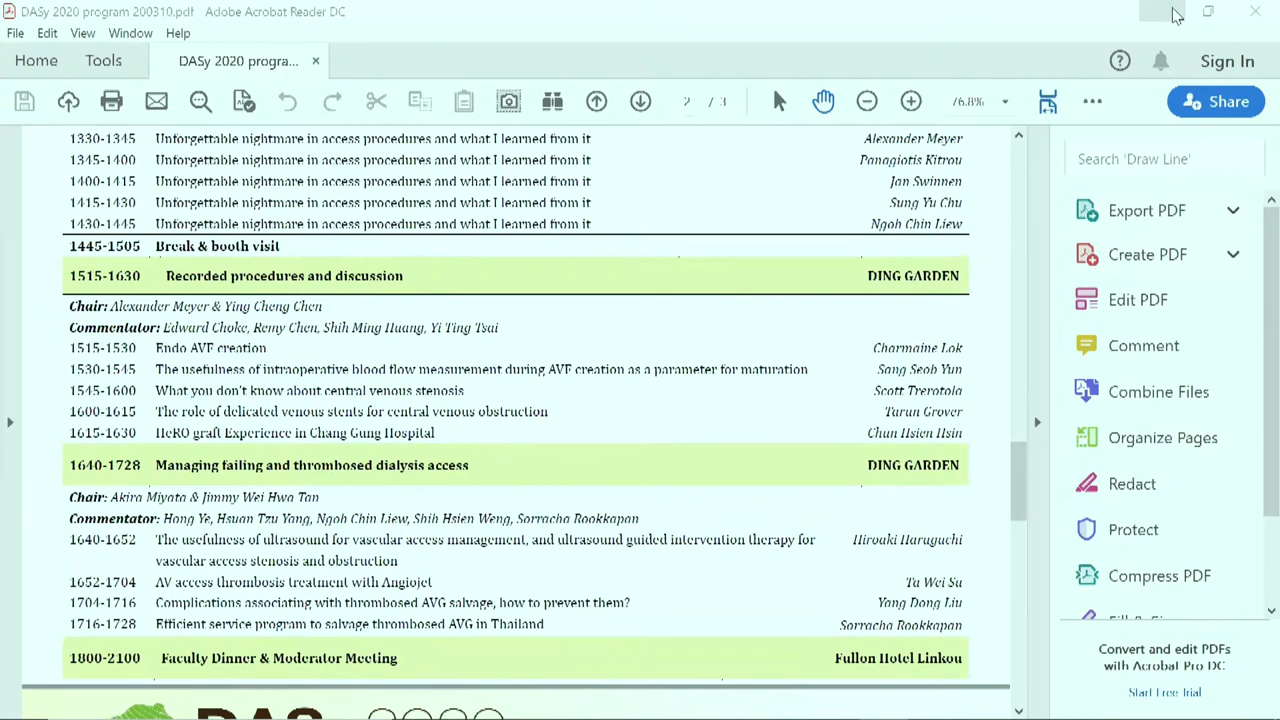 DASy 2020 program 200310.pdf - Adobe Acrobat Reader DC
File Edit View Window Help
Home Tools DASy 2020 progra... × Sign In
2 / 3 76.8% Share
1330-1345 Unforgettable nightmare in access procedures and what I learned from it Alexander Meyer
1345-1400 Unforgettable nightmare in access procedures and what I learned from it Panagiotis Kitrou
1400-1415 Unforgettable nightmare in access procedures and what I learned from it Jan Swinnen
1415-1430 Unforgettable nightmare in access procedures and what I learned from it Sung Yu Chu
1430-1445 Unforgettable nightmare in access procedures and what I learned from it Ngoh Chin Liew
1445-1505 Break & booth visit
1515-1630 Recorded procedures and discussion DING GARDEN
Chair: Alexander Meyer & Ying Cheng Chen
Commentator: Edward Choke, Remy Chen, Shih Ming Huang, Yi Ting Tsai
1515-1530 Endo AVF creation Charmaine Lok
1530-1545 The usefulness of intraoperative blood flow measurement during AVF creation as a parameter for maturation Sang Seob Yun
1545-1600 What you don't know about central venous stenosis Scott Trerotola
1600-1615 The role of delicated venous stents for central venous obstruction Tarun Grover
1615-1630 HeRO graft Experience in Chang Gung Hospital Chun Hsien Hsin
1640-1728 Managing failing and thrombosed dialysis access DING GARDEN
Chair: Akira Miyata & Jimmy Wei Hwa Tan
Commentator: Hong Ye, Hsuan Tzu Yang, Ngoh Chin Liew, Shih Hsien Weng, Sorracha Rookkapan
1640-1652 The usefulness of ultrasound for vascular access management, and ultrasound guided intervention therapy for Hiroaki Haruguchi
vascular access stenosis and obstruction
1652-1704 AV access thrombosis treatment with Angiojet Ta Wei Su
1704-1716 Complications associating with thrombosed AVG salvage, how to prevent them? Yang Dong Liu
1716-1728 Efficient service program to salvage thrombosed AVG in Thailand Sorracha Rookkapan
1800-2100 Faculty Dinner & Moderator Meeting Fullon Hotel Linkou
Search 'Draw Line'
Export PDF
Create PDF
Edit PDF
Comment
Combine Files
Organize Pages
Redact
Protect
Compress PDF
Convert and edit PDFs
with Acrobat Pro DC
Start Free Trial